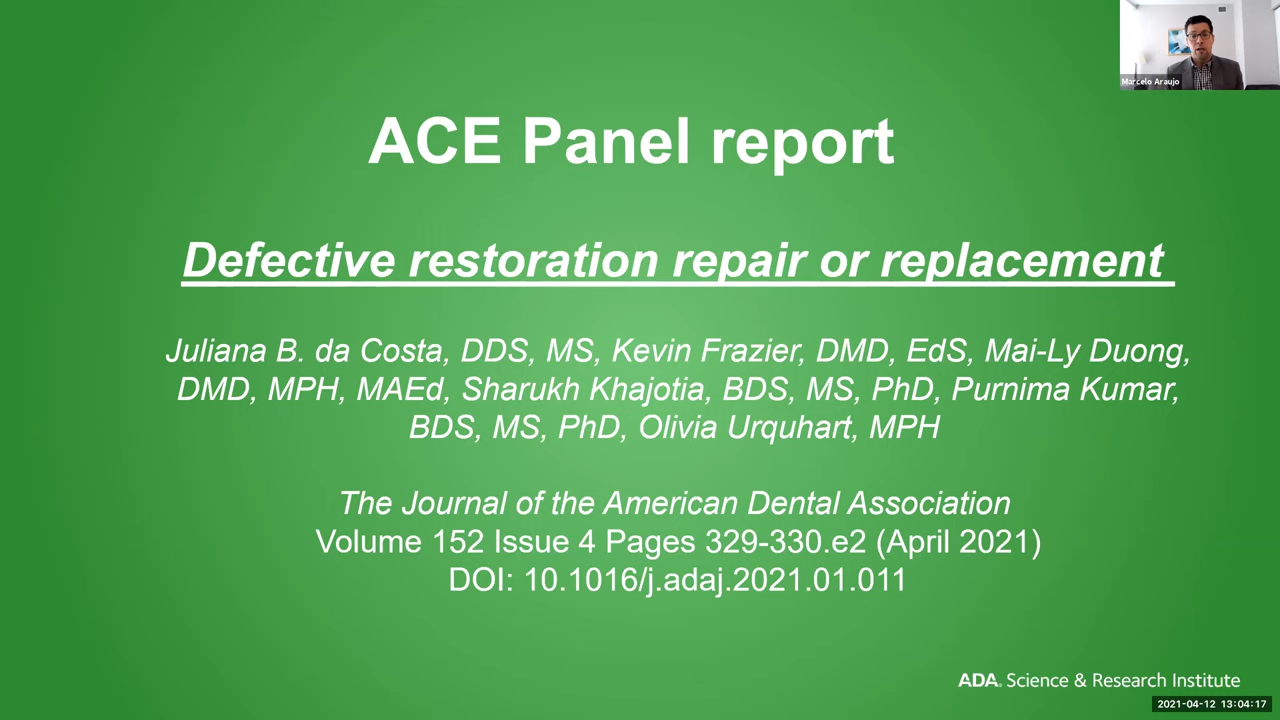 Marcelo Araujo
ACE Panel report
Defective restoration repair or replacement
Juliana B. da Costa, DDS, MS, Kevin Frazier, DMD, EdS, Mai-Ly Duong,
DMD, MPH, MAEd, Sharukh Khajotia, BDS, MS, PhD, Purnima Kumar,
BDS, MS, PhD, Olivia Urquhart, MPH
The Journal of the American Dental Association
Volume 152 Issue 4 Pages 329-330.e2 (April 2021)
DOI: 10.1016/j.adaj.2021.01.011
ADA. Science & Research Institute
2021-04-12 13:04:17